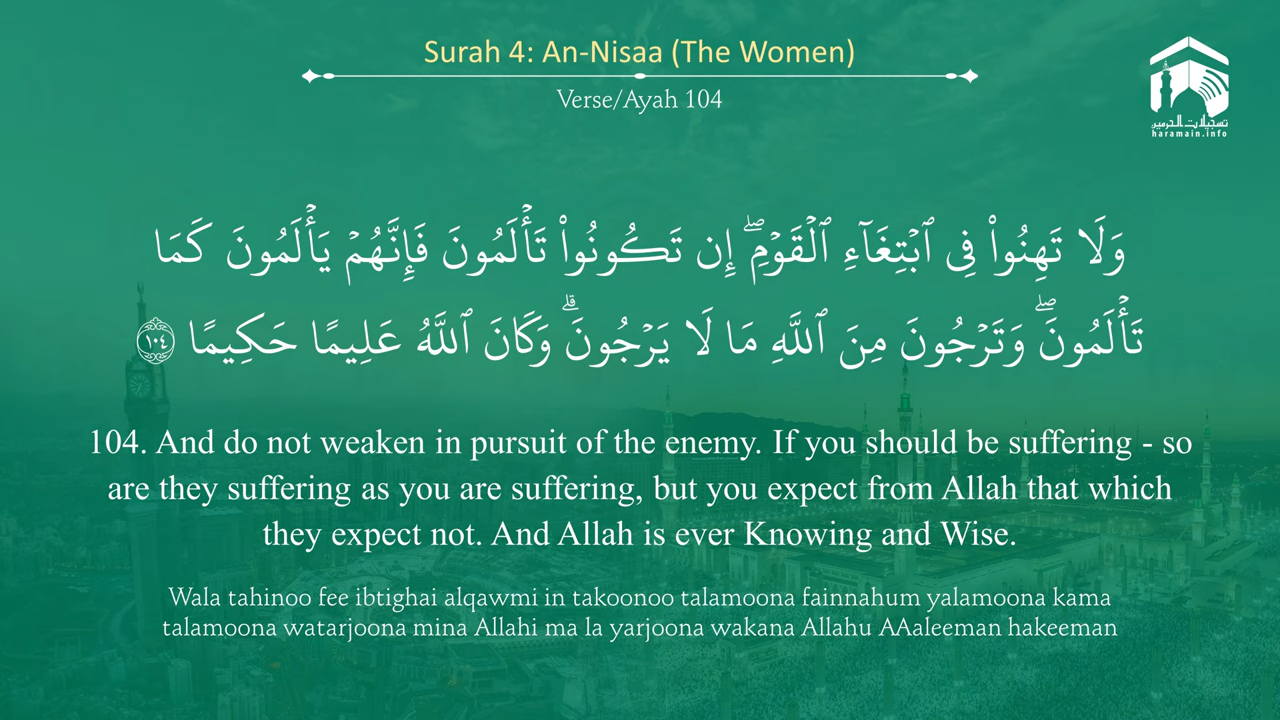 Surah 4: An-Nisaa (The Women)
Verse/Ayah 104
تسجيلات الحرمين
haramain.info
وَلَا تَهِنُوا۟ فِى ٱبْتِغَآءِ ٱلْقَوْمِ ۖ إِن تَكُونُوا۟ تَأْلَمُونَ فَإِنَّهُمْ يَأْلَمُونَ كَمَا
تَأْلَمُونَ ۖ وَتَرْجُونَ مِنَ ٱللَّهِ مَا لَا يَرْجُونَ ۗ وَكَانَ ٱللَّهُ عَلِيمًا حَكِيمًا ١٠٤
104. And do not weaken in pursuit of the enemy. If you should be suffering - so
are they suffering as you are suffering, but you expect from Allah that which
they expect not. And Allah is ever Knowing and Wise.
Wala tahinoo fee ibtighai alqawmi in takoonoo talamoona fainnahum yalamoona kama
talamoona watarjoona mina Allahi ma la yarjoona wakana Allahu AAaleeman hakeeman